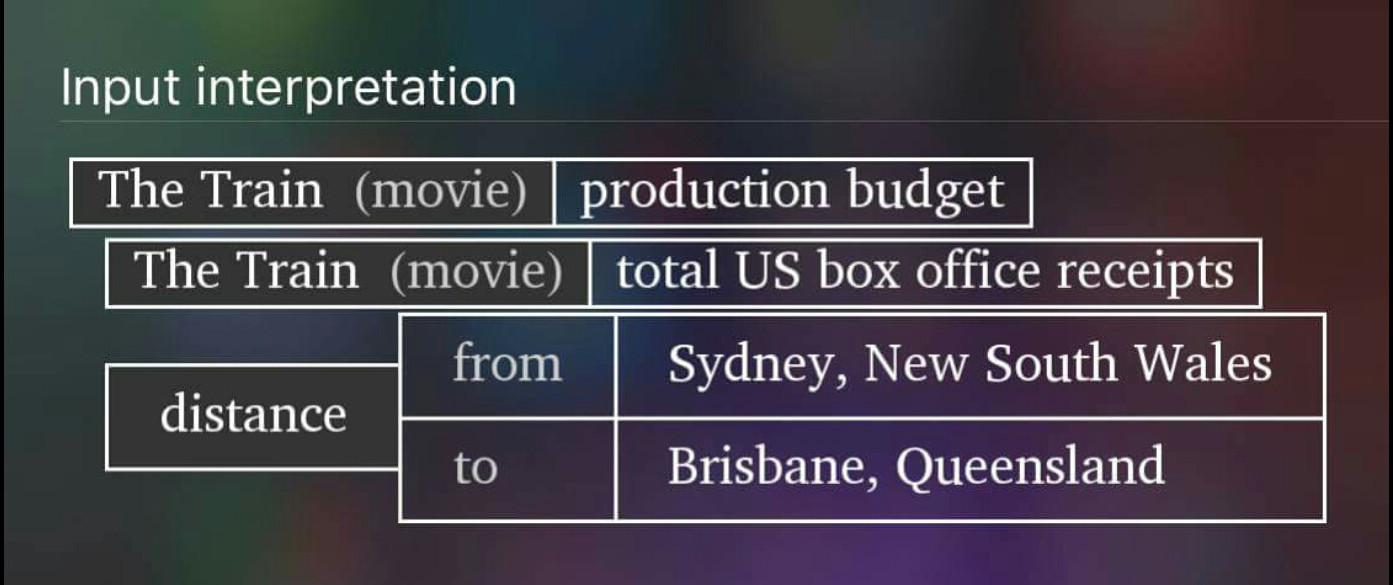 Input interpretation
The Train (movie) production budget
The Train (movie) total US box office receipts
distance
from Sydney, New South Wales
to Brisbane, Queensland